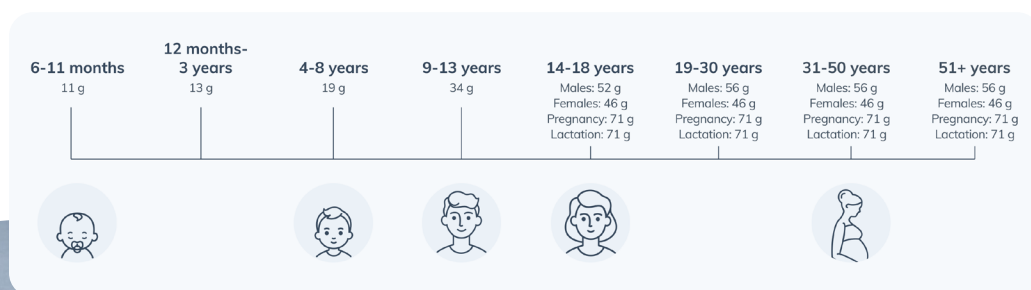 6-11 months
11 g
12 months-
3 years
13 g
4-8 years
19 g
9-13 years
34 g
14-18 years
Males: 52 g
Females: 46 g
Pregnancy: 71 g
Lactation: 71 g
19-30 years
Males: 56 g
Females: 46 g
Pregnancy: 71 g
Lactation: 71 g
31-50 years
Males: 56 g
Females: 46 g
Pregnancy: 71 g
Lactation: 71 g
51+ years
Males: 56 g
Females: 46 g
Pregnancy: 71 g
Lactation: 71 g